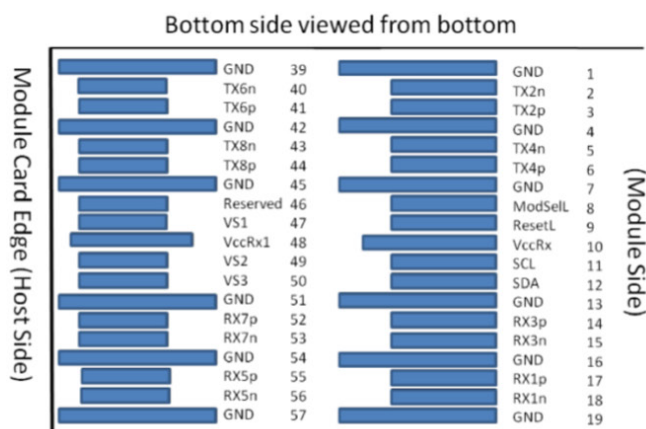 Bottom side viewed from bottom
Module Card Edge (Host Side)
GND 39
TX6n 40
TX6p 41
GND 42
TX8n 43
TX8p 44
GND 45
Reserved 46
VS1 47
VccRx1 48
VS2 49
VS3 50
GND 51
RX7p 52
RX7n 53
GND 54
RX5p 55
RX5n 56
GND 57
GND 1
TX2n 2
TX2p 3
GND 4
TX4n 5
TX4p 6
GND 7
ModSelL 8
ResetL 9
VccRx 10
SCL 11
SDA 12
GND 13
RX3p 14
RX3n 15
GND 16
RX1p 17
RX1n 18
GND 19
(Module Side)